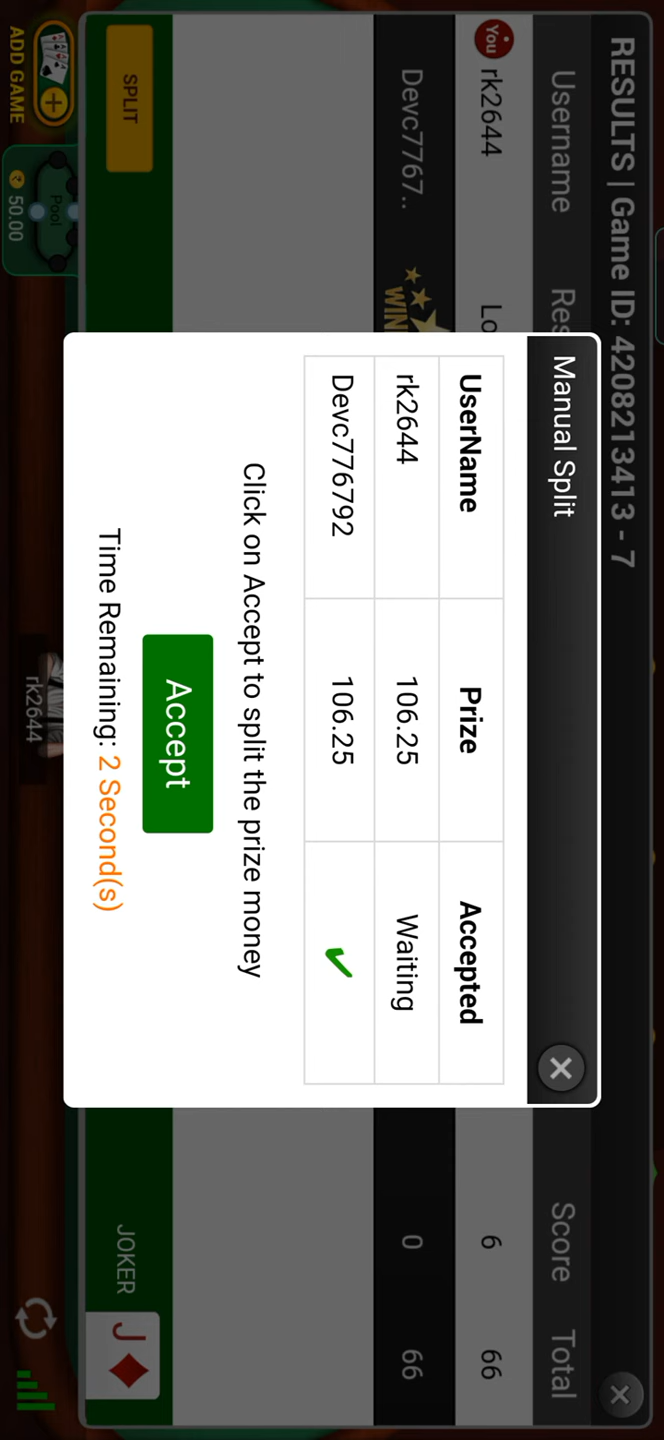 RESULTS | Game ID: 4208213413 - 7
Username Res Score Total
You rk2644 Lo 6 66
Devc7767.. WIN 0 66
Manual Split
UserName Prize Accepted
rk2644 106.25 Waiting
Devc776792 106.25 ✓
Click on Accept to split the prize money
Accept
Time Remaining: 2 Second(s)
SPLIT
JOKER
J
ADD GAME
Pool
50.00
rk2644